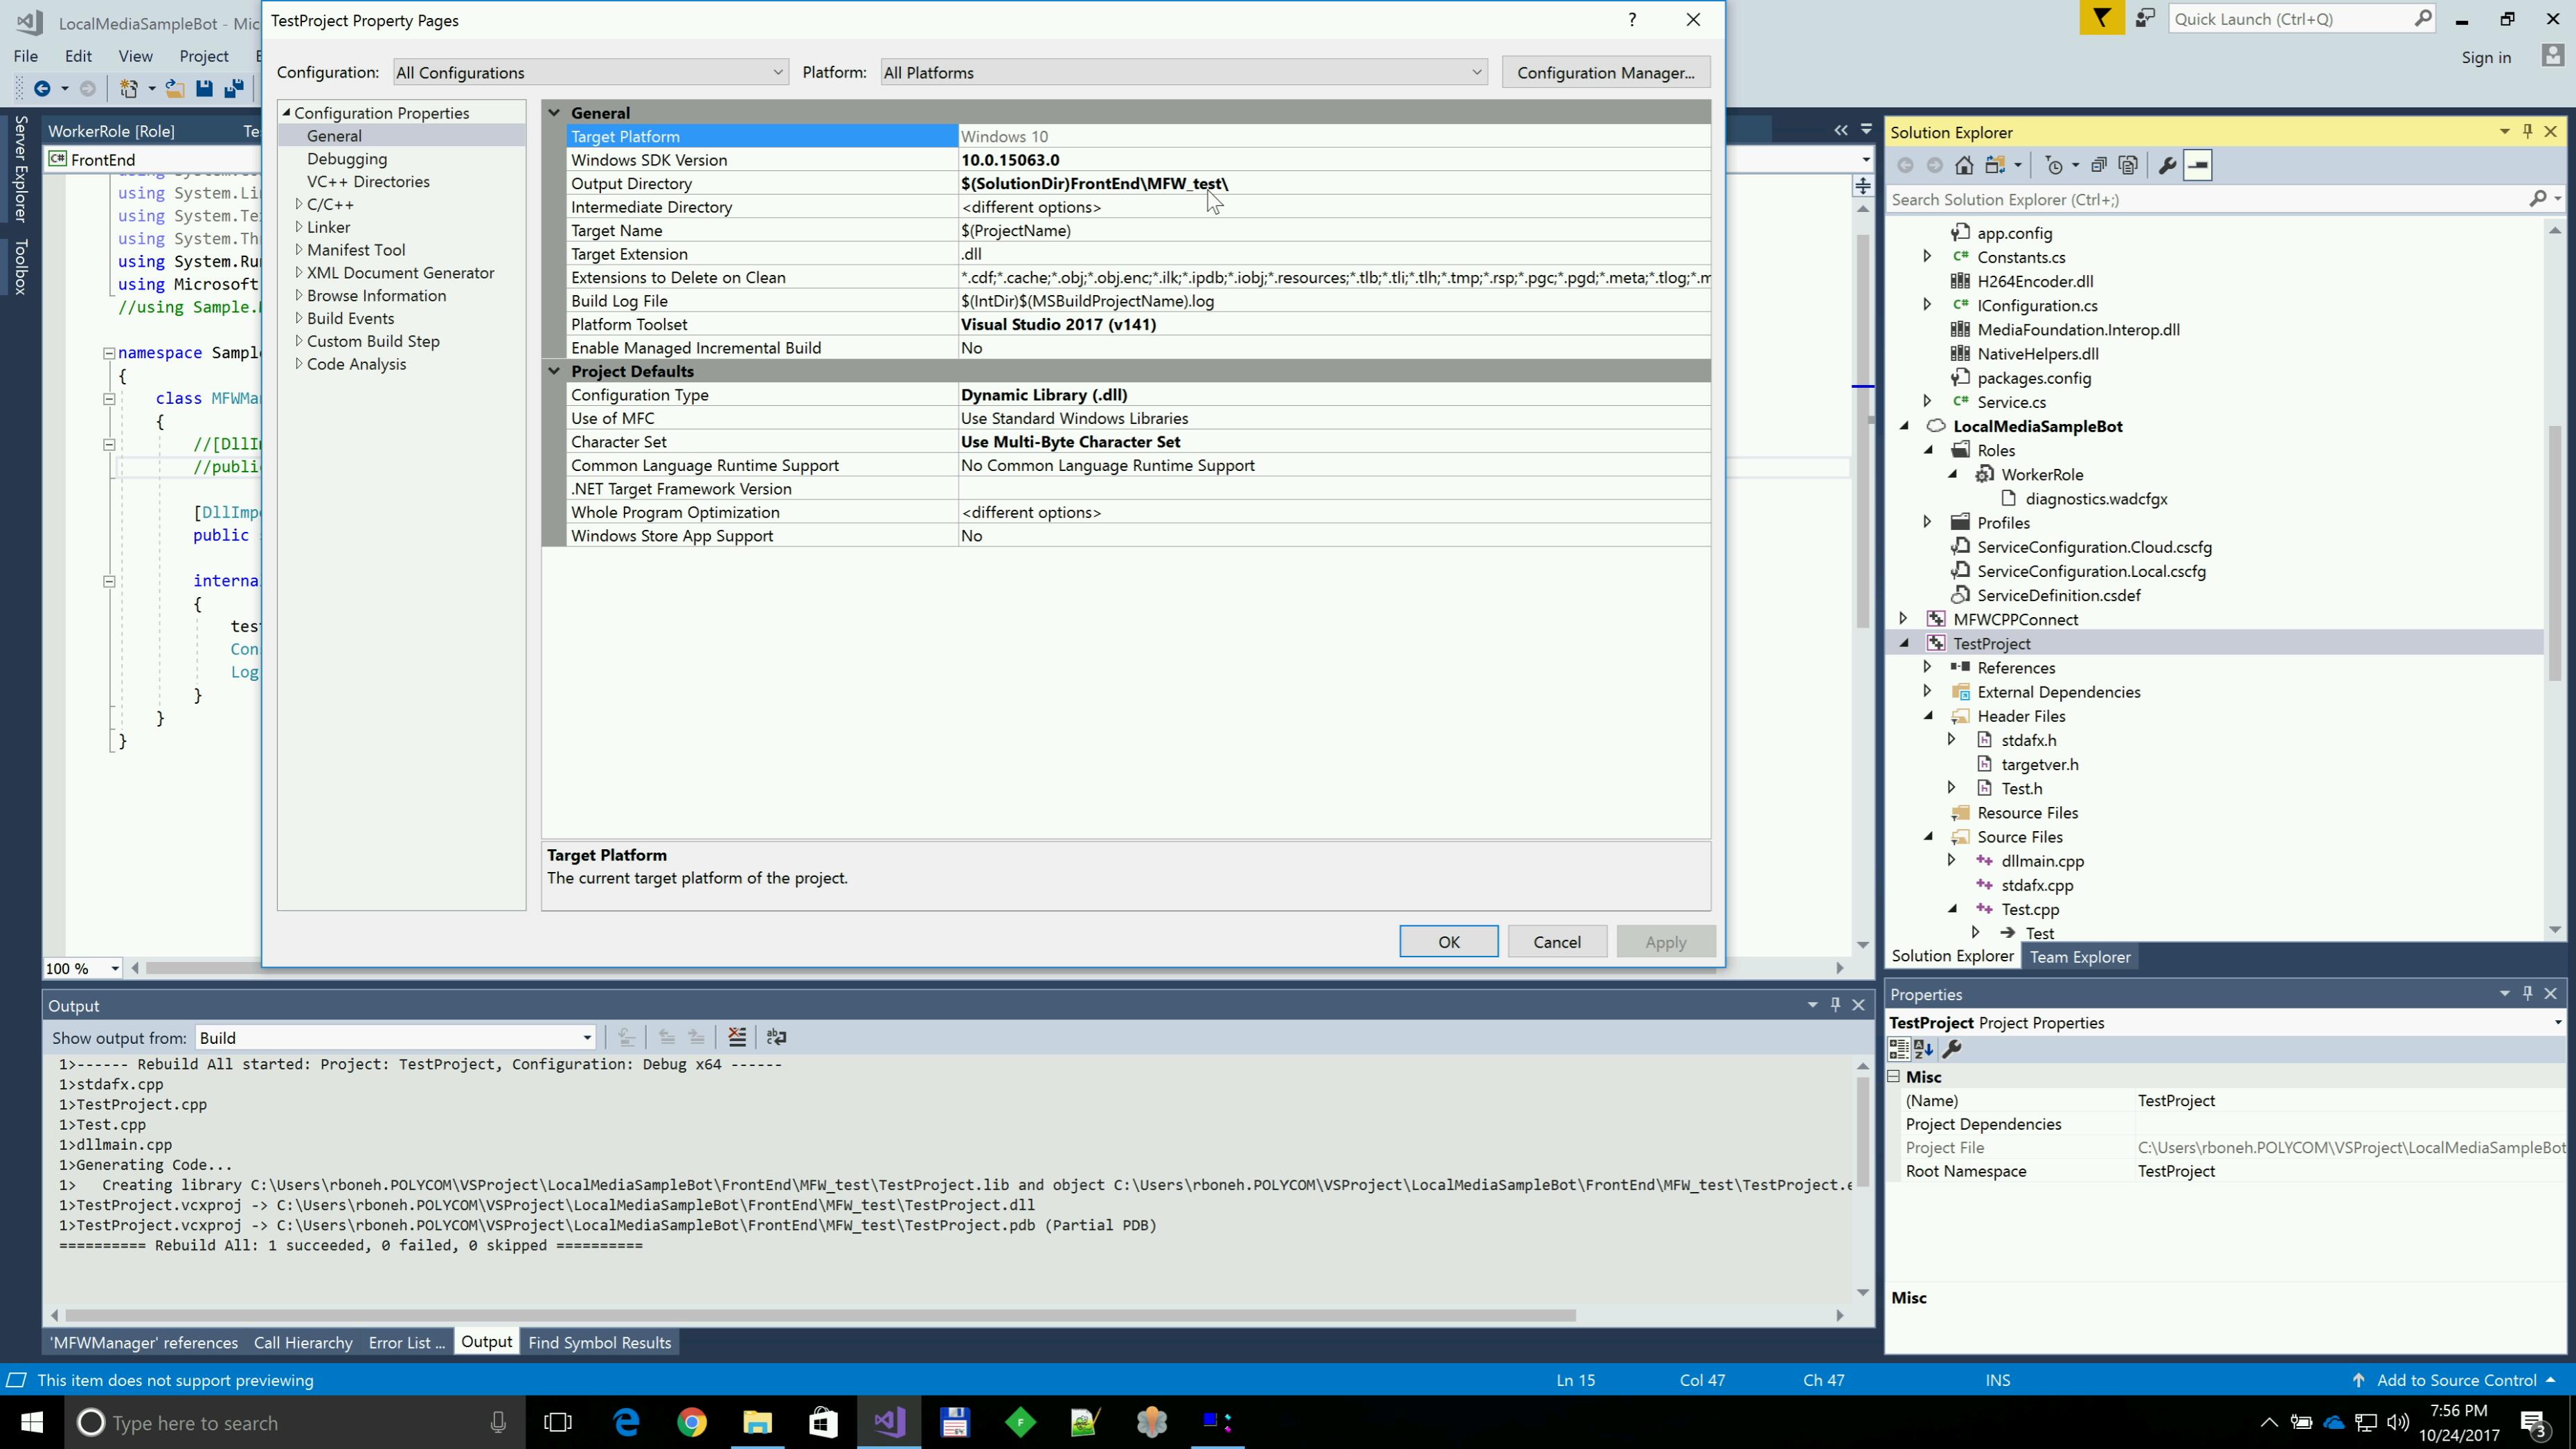 LocalMediaSampleBot - Mic
TestProject Property Pages
?
Quick Launch (Ctrl+Q)
File Edit View Project
Sign in
Configuration: All Configurations Platform: All Platforms Configuration Manager...
Server Explorer
Toolbox
WorkerRole [Role] Te
FrontEnd
using System.Li
using System.Te
using System.Th
using System.Ru
using Microsoft
//using Sample.
namespace Sampl
{
class MFWMa
{
//[DllI
//publi
[DllImp
public
interna
{
tes
Con
Log
}
}
}
100 %
Configuration Properties
General
Debugging
VC++ Directories
C/C++
Linker
Manifest Tool
XML Document Generator
Browse Information
Build Events
Custom Build Step
Code Analysis
General
Target Platform Windows 10
Windows SDK Version 10.0.15063.0
Output Directory $(SolutionDir)FrontEnd\MFW_test\
Intermediate Directory <different options>
Target Name $(ProjectName)
Target Extension .dll
Extensions to Delete on Clean *.cdf;*.cache;*.obj;*.obj.enc;*.ilk;*.ipdb;*.iobj;*.resources;*.tlb;*.tli;*.tlh;*.tmp;*.rsp;*.pgc;*.pgd;*.meta;*.tlog;*.m
Build Log File $(IntDir)$(MSBuildProjectName).log
Platform Toolset Visual Studio 2017 (v141)
Enable Managed Incremental Build No
Project Defaults
Configuration Type Dynamic Library (.dll)
Use of MFC Use Standard Windows Libraries
Character Set Use Multi-Byte Character Set
Common Language Runtime Support No Common Language Runtime Support
.NET Target Framework Version
Whole Program Optimization <different options>
Windows Store App Support No
Target Platform
The current target platform of the project.
OK Cancel Apply
Solution Explorer
Search Solution Explorer (Ctrl+;)
app.config
C# Constants.cs
H264Encoder.dll
C# IConfiguration.cs
MediaFoundation.Interop.dll
NativeHelpers.dll
packages.config
C# Service.cs
LocalMediaSampleBot
Roles
WorkerRole
diagnostics.wadcfgx
Profiles
ServiceConfiguration.Cloud.cscfg
ServiceConfiguration.Local.cscfg
ServiceDefinition.csdef
MFWCPPConnect
TestProject
References
External Dependencies
Header Files
stdafx.h
targetver.h
Test.h
Resource Files
Source Files
dllmain.cpp
stdafx.cpp
Test.cpp
Test
Solution Explorer Team Explorer
Output
Show output from: Build
1>------ Rebuild All started: Project: TestProject, Configuration: Debug x64 ------
1>stdafx.cpp
1>TestProject.cpp
1>Test.cpp
1>dllmain.cpp
1>Generating Code...
1>   Creating library C:\Users\rboneh.POLYCOM\VSProject\LocalMediaSampleBot\FrontEnd\MFW_test\TestProject.lib and object C:\Users\rboneh.POLYCOM\VSProject\LocalMediaSampleBot\FrontEnd\MFW_test\TestProject.e
1>TestProject.vcxproj -> C:\Users\rboneh.POLYCOM\VSProject\LocalMediaSampleBot\FrontEnd\MFW_test\TestProject.dll
1>TestProject.vcxproj -> C:\Users\rboneh.POLYCOM\VSProject\LocalMediaSampleBot\FrontEnd\MFW_test\TestProject.pdb (Partial PDB)
========== Rebuild All: 1 succeeded, 0 failed, 0 skipped ==========
'MFWManager' references Call Hierarchy Error List ... Output Find Symbol Results
Properties
TestProject Project Properties
Misc
(Name) TestProject
Project Dependencies
Project File C:\Users\rboneh.POLYCOM\VSProject\LocalMediaSampleBot
Root Namespace TestProject
Misc
This item does not support previewing Ln 15 Col 47 Ch 47 INS Add to Source Control
Type here to search
7:56 PM
10/24/2017
3